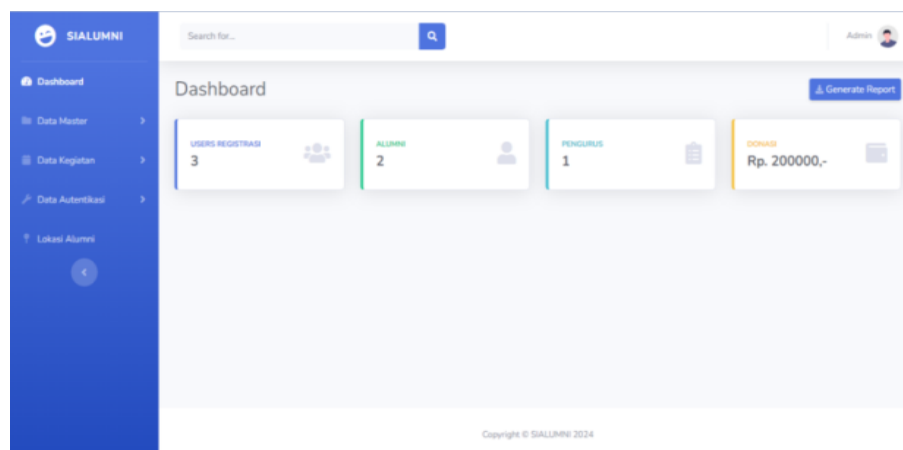 SIALUMNI
Search for...
Admin
Dashboard
Dashboard
Generate Report
Data Master
Data Kegiatan
Data Autentikasi
Lokasi Alumni
USERS REGISTRASI
3
ALUMNI
2
PENGURUS
1
DONASI
Rp. 200000,-
Copyright © SIALUMNI 2024